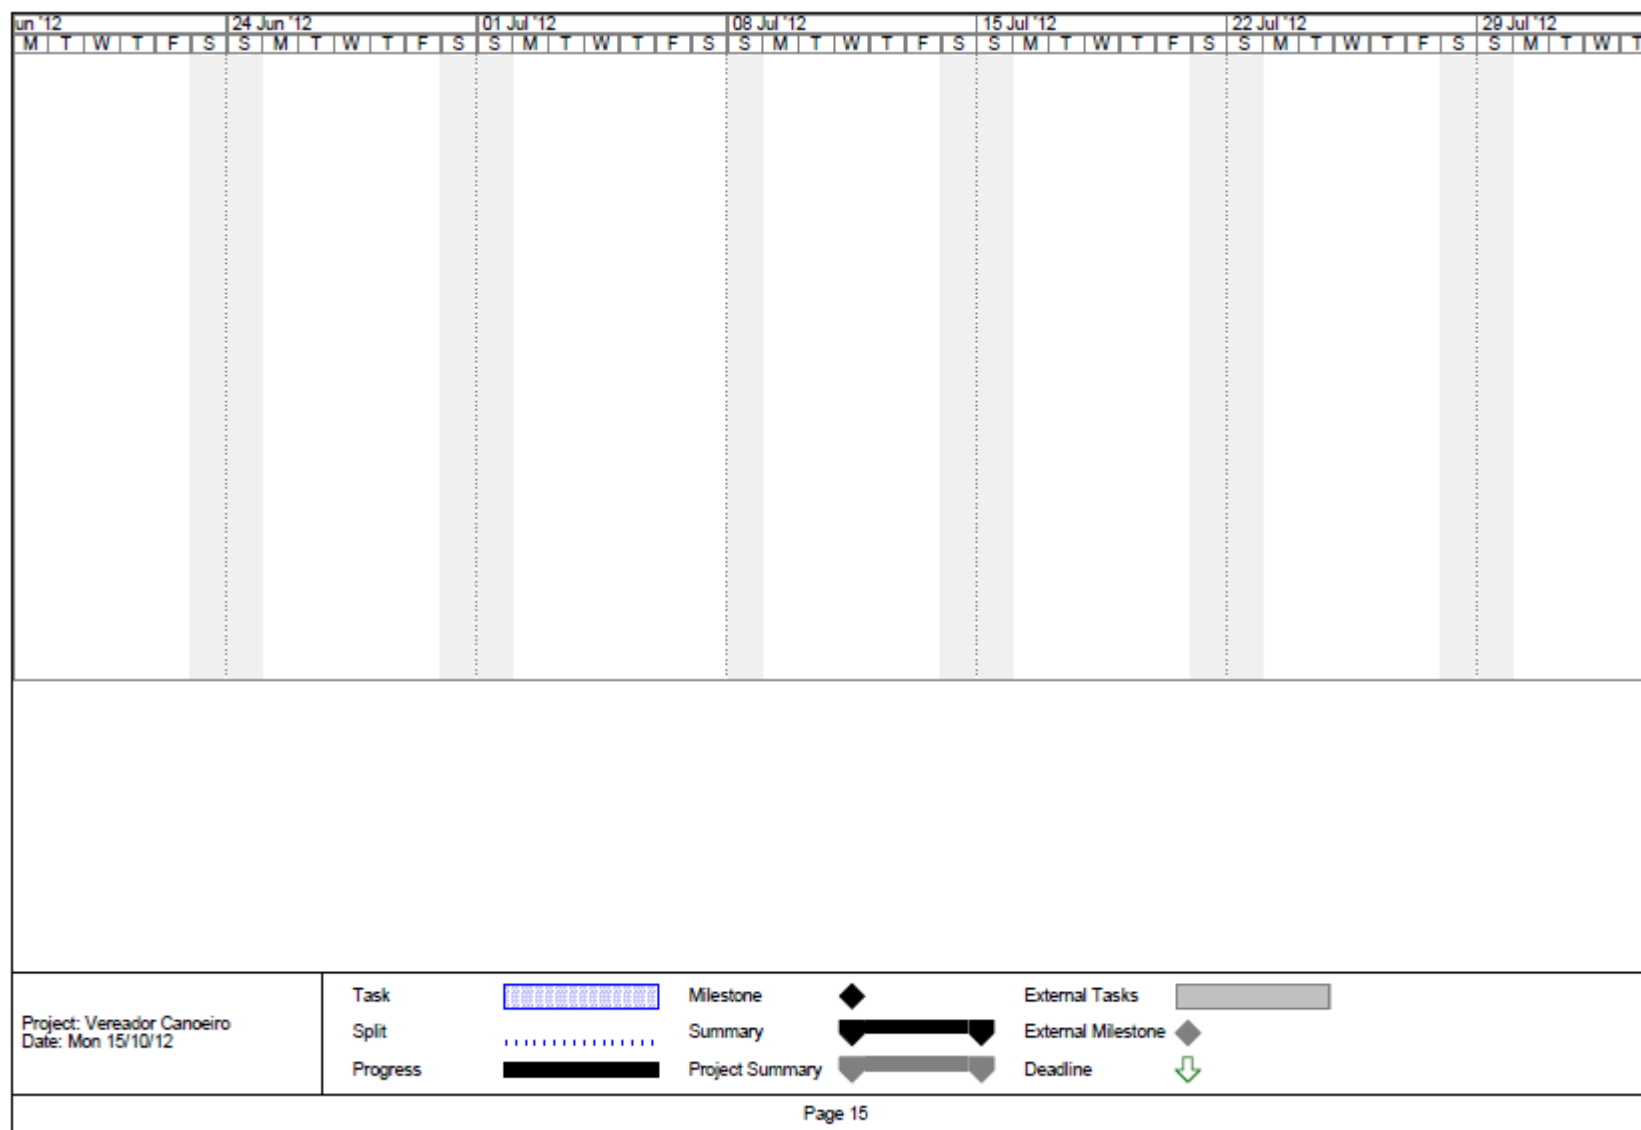 un '12 24 Jun '12 01 Jul '12 08 Jul '12 15 Jul '12 22 Jul '12 29 Jul '12
M T W T F S S M T W T F S S M T W T F S S M T W T F S S M T W T F S S M T W T F S S M T W T
Task Milestone External Tasks
Project: Vereador Canoeiro
Date: Mon 15/10/12
Split Summary External Milestone
Progress Project Summary Deadline
Page 15